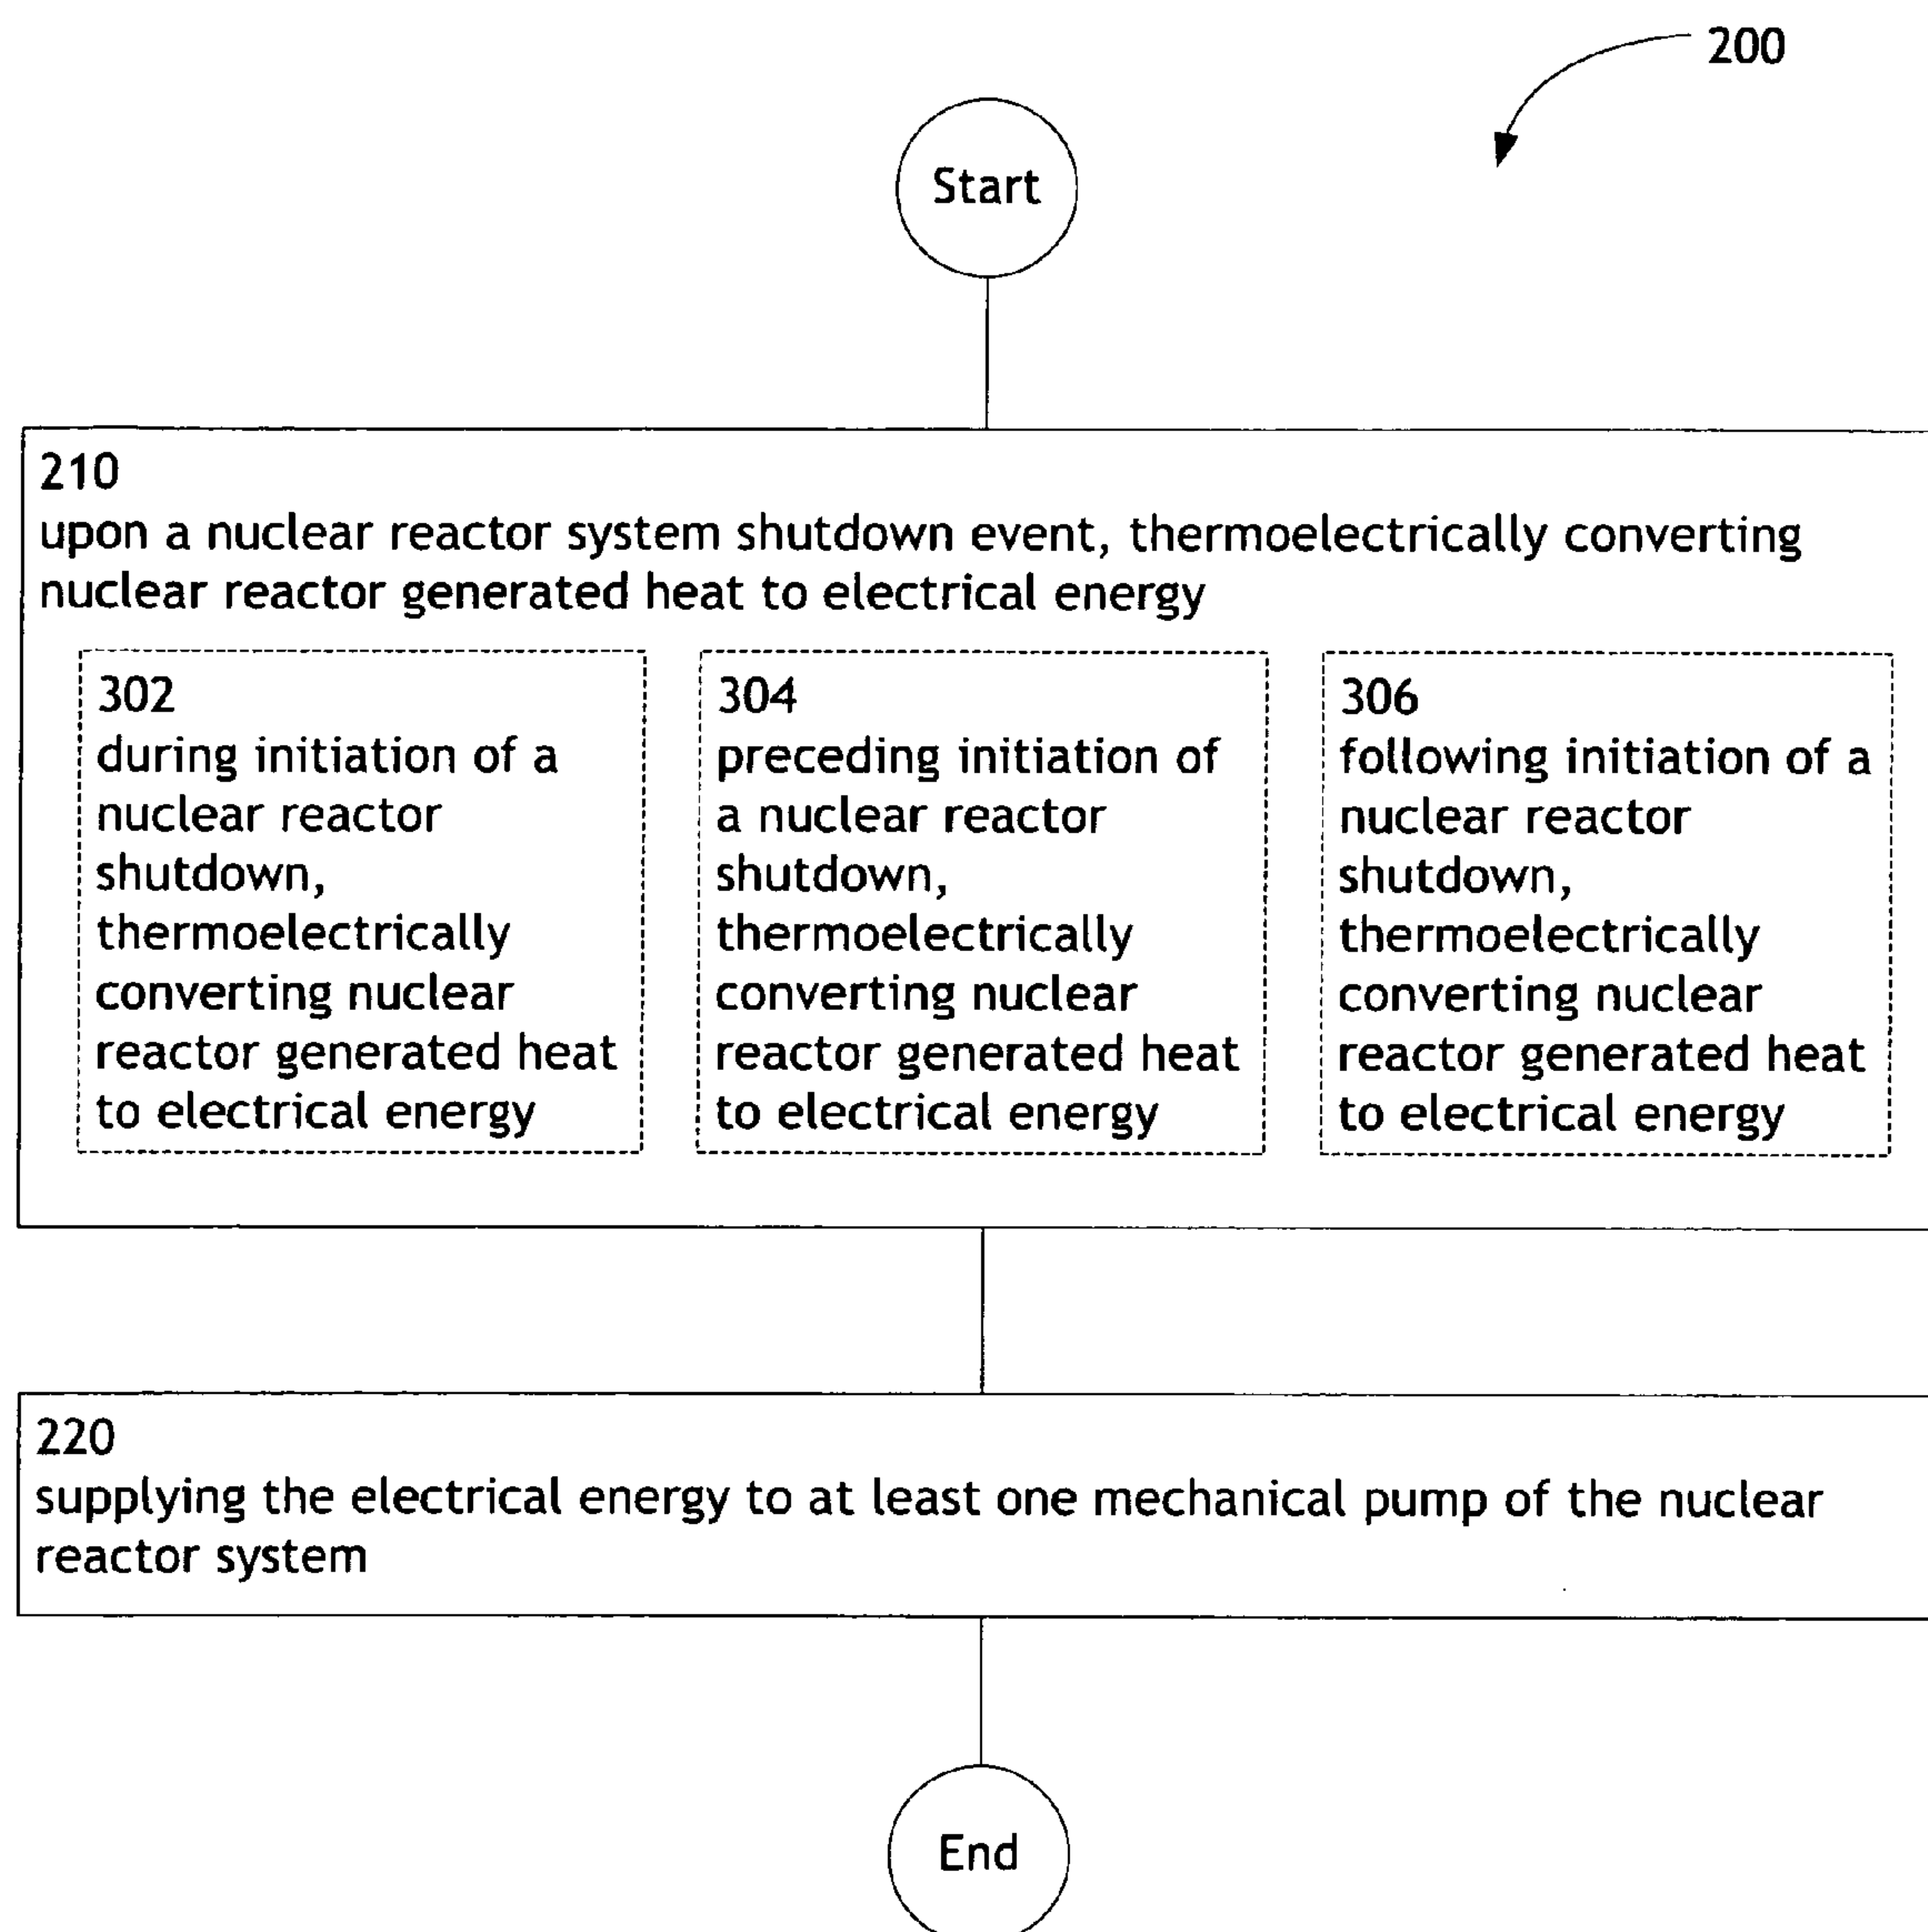 200
Start
210
upon a nuclear reactor system shutdown event, thermoelectrically converting
nuclear reactor generated heat to electrical energy
302
during initiation of a
nuclear reactor
shutdown,
thermoelectrically
converting nuclear
reactor generated heat
to electrical energy
304
preceding initiation of
a nuclear reactor
shutdown,
thermoelectrically
converting nuclear
reactor generated heat
to electrical energy
306
following initiation of a
nuclear reactor
shutdown,
thermoelectrically
converting nuclear
reactor generated heat
to electrical energy
220
supplying the electrical energy to at least one mechanical pump of the nuclear
reactor system
End